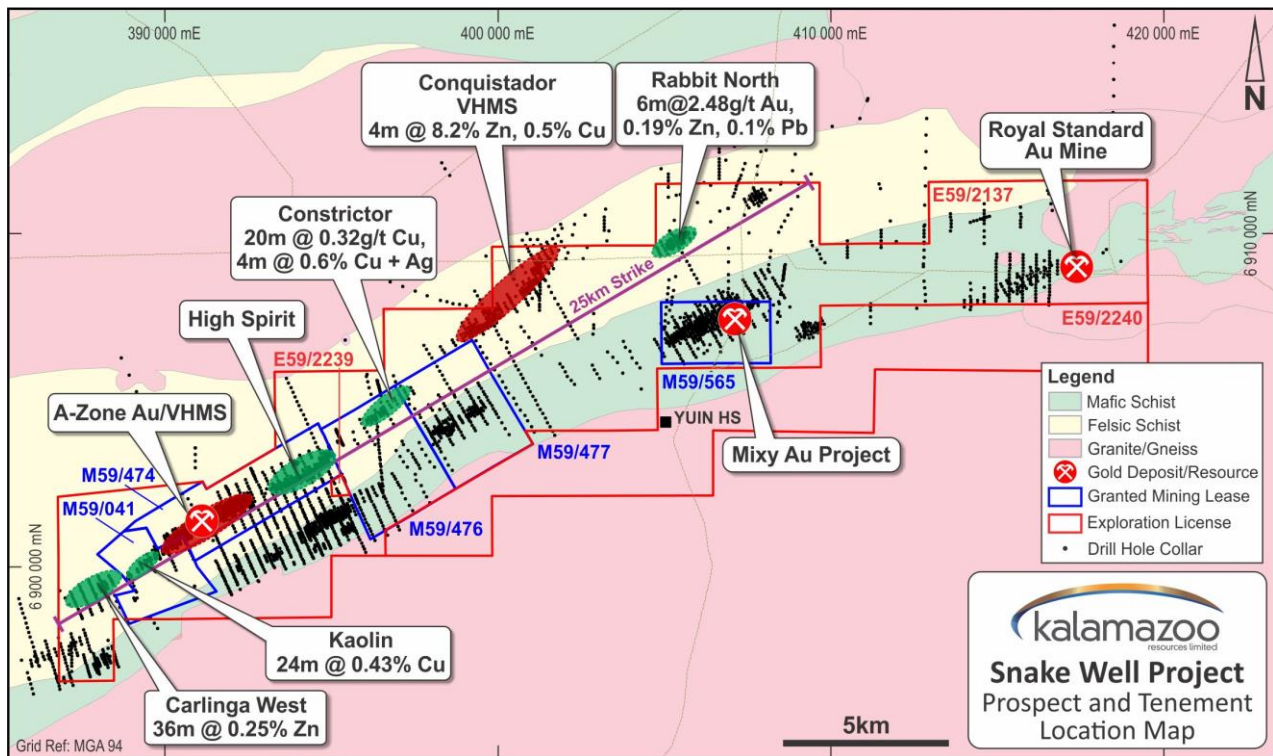 390 000 mE
400 000 mE
410 000 mE
420 000 mE
N
Conquistador
VHMS
4m @ 8.2% Zn, 0.5% Cu
Rabbit North
6m@2.48g/t Au,
0.19% Zn, 0.1% Pb
Royal Standard
Au Mine
Constrictor
20m @ 0.32g/t Cu,
4m @ 0.6% Cu + Ag
E59/2137
6 910 000 mN
25km Strike
High Spirit
E59/2239
E59/2240
M59/565
A-Zone Au/VHMS
YUIN HS
Mixy Au Project
M59/474
M59/041
M59/477
M59/476
6 900 000 mN
Kaolin
24m @ 0.43% Cu
Carlinga West
36m @ 0.25% Zn
Legend
Mafic Schist
Felsic Schist
Granite/Gneiss
Gold Deposit/Resource
Granted Mining Lease
Exploration License
Drill Hole Collar
kalamazoo
resources limited
Snake Well Project
Prospect and Tenement
Location Map
5km
Grid Ref: MGA 94